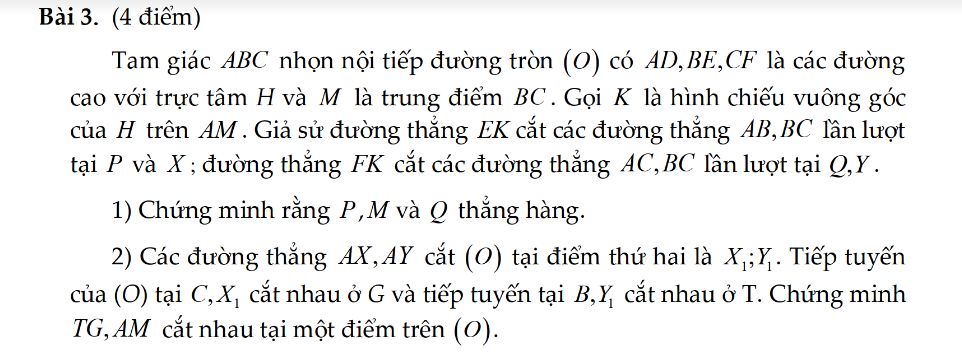 Bài 3. (4 điểm)
Tam giác ABC nhọn nội tiếp đường tròn (O) có AD,BE,CF là các đường
cao với trực tâm H và M là trung điểm BC. Gọi K là hình chiếu vuông góc
của H trên AM. Giả sử đường thẳng EK cắt các đường thẳng AB,BC lần lượt
tại P và X; đường thẳng FK cắt các đường thẳng AC,BC lần lượt tại Q,Y.
1) Chứng minh rằng P,M và Q thẳng hàng.
2) Các đường thẳng AX,AY cắt (O) tại điểm thứ hai là X₁;Y₁. Tiếp tuyến
của (O) tại C,X₁ cắt nhau ở G và tiếp tuyến tại B,Y₁ cắt nhau ở T. Chứng minh
TG,AM cắt nhau tại một điểm trên (O).